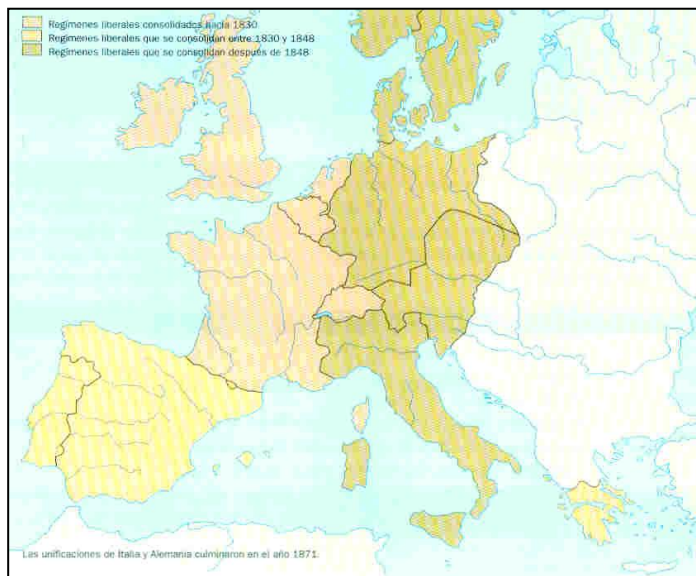 Regímenes liberales consolidados hacia 1830
Regímenes liberales que se consolidan entre 1830 y 1848
Regímenes liberales que se consolidan después de 1848
Las unificaciones de Italia y Alemania culminaron en el año 1871.